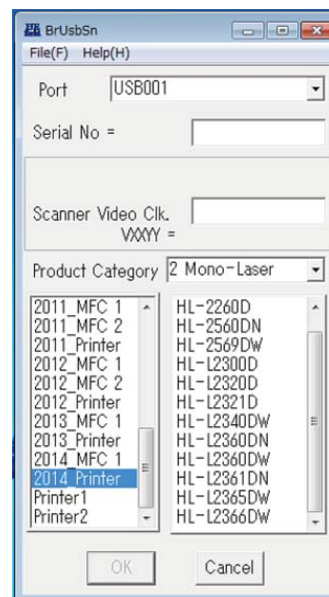 BrUsbSn
File(F) Help(H)
Port USB001
Serial No =
Scanner Video Clk.
VXXYY =
Product Category 2 Mono-Laser
2011_MFC 1
2011_MFC 2
2011_Printer
2012_MFC 1
2012_MFC 2
2012_Printer
2013_MFC 1
2013_Printer
2014_MFC 1
2014_Printer
Printer1
Printer2
HL-2260D
HL-2560DN
HL-2569DW
HL-L2300D
HL-L2320D
HL-L2321D
HL-L2340DW
HL-L2360DN
HL-L2360DW
HL-L2361DN
HL-L2365DW
HL-L2366DW
OK Cancel